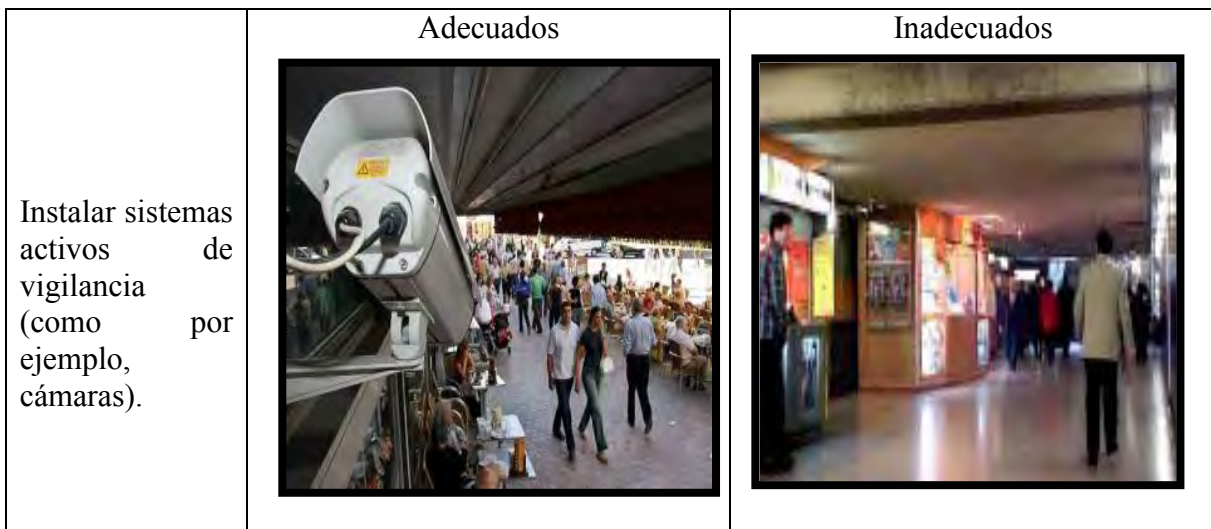 Adecuados
Inadecuados
Instalar sistemas
activos de
vigilancia
(como por
ejemplo,
cámaras).